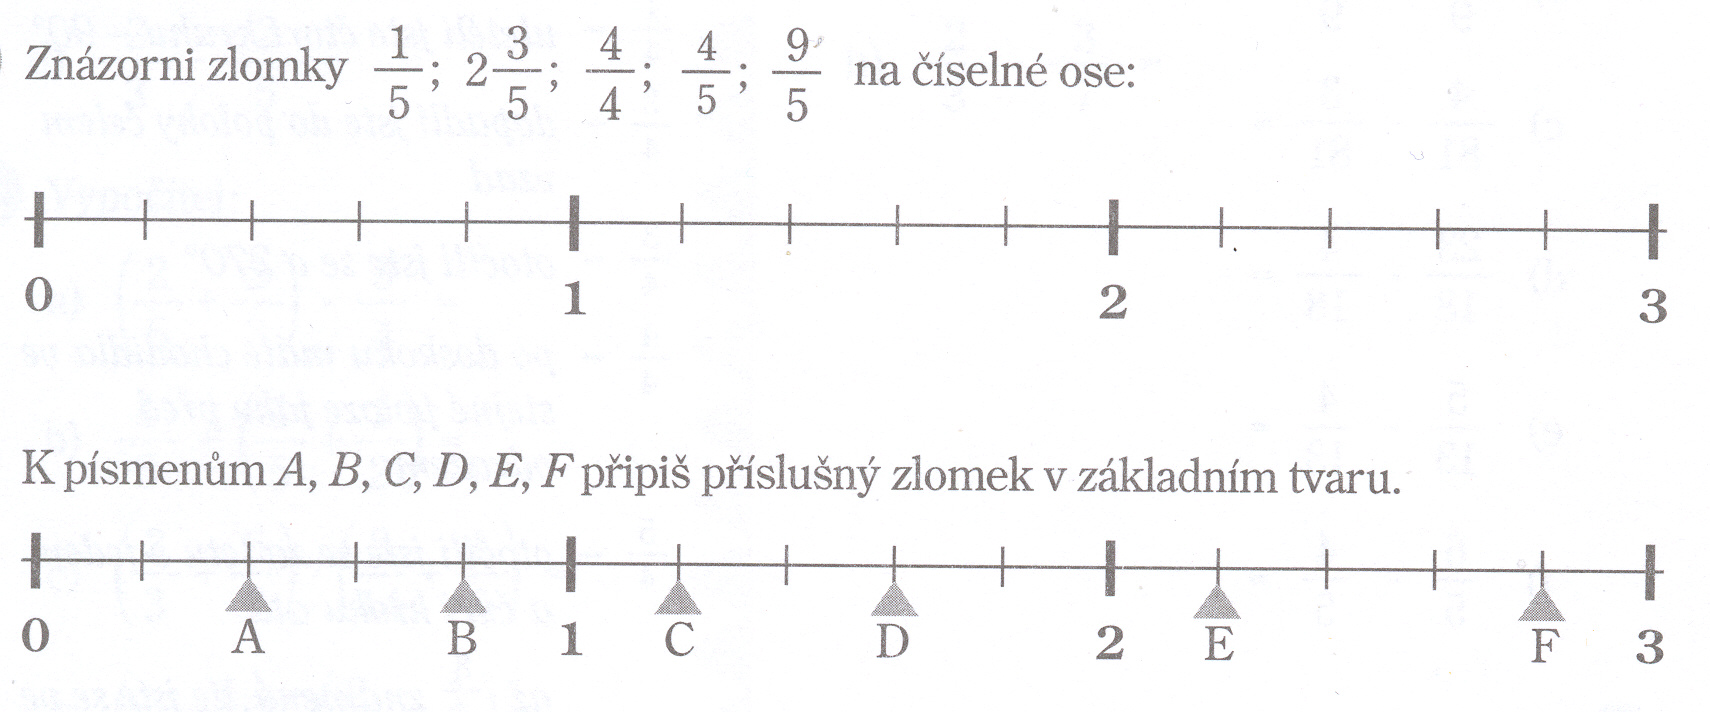 Znázorni zlomky 1/5; 2 3/5; 4/4; 4/5; 9/5 na číselné ose:
0 1 2 3
K písmenům A, B, C, D, E, F připiš příslušný zlomek v základním tvaru.
0 A B 1 C D 2 E F 3